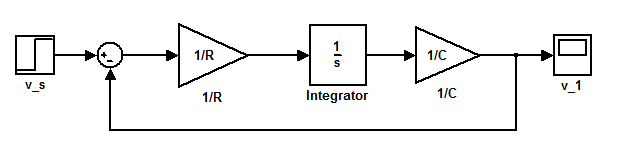 1/R
1
s
1/C
v_s
1/R
Integrator
1/C
v_1